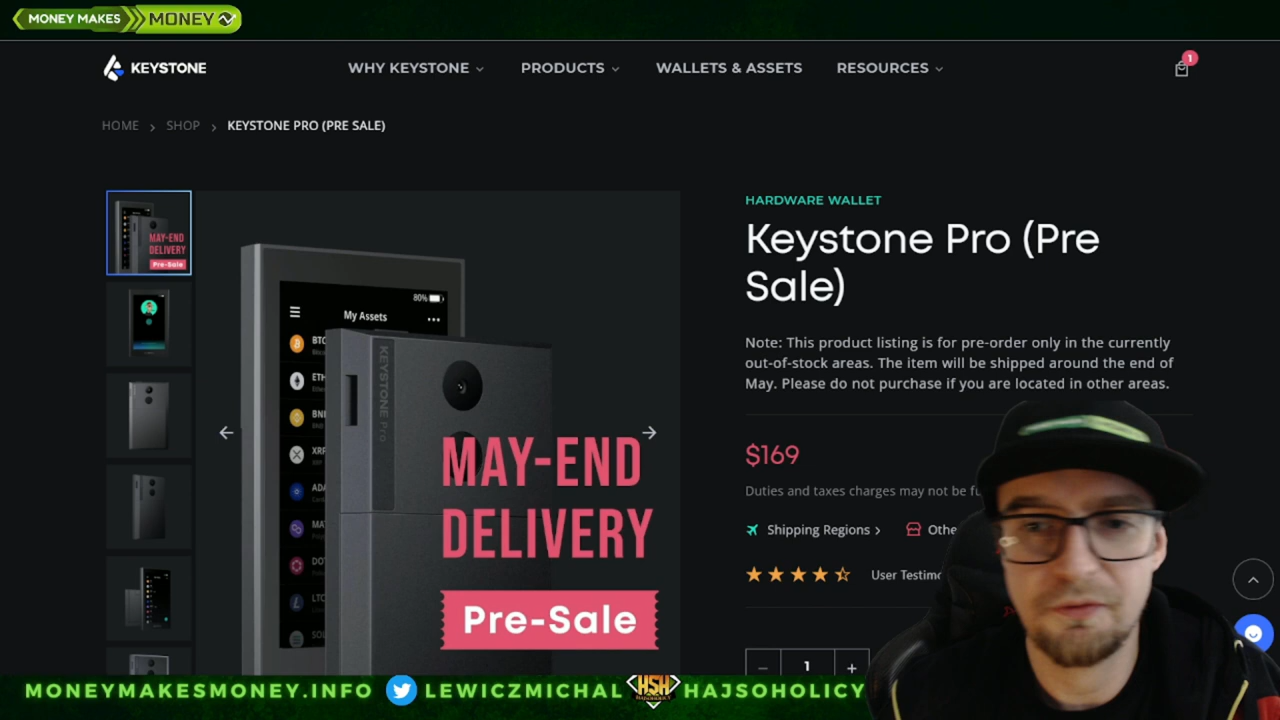 MONEY MAKES MONEY
KEYSTONE
WHY KEYSTONE
PRODUCTS
WALLETS & ASSETS
RESOURCES
1
HOME
SHOP
KEYSTONE PRO (PRE SALE)
MAY-END
DELIVERY
Pre-Sale
80%
My Assets
BTC
ETH
BNB
XRP
ADA
DOT
LTC
KEYSTONE Pro
MAY-END
DELIVERY
Pre-Sale
HARDWARE WALLET
Keystone Pro (Pre
Sale)
Note: This product listing is for pre-order only in the currently
out-of-stock areas. The item will be shipped around the end of
May. Please do not purchase if you are located in other areas.
$169
Duties and taxes charges may not be
Shipping Regions
User
1
MONEYMAKESMONEY.INFO
LEWICZMICHAL
HSH
HAJSOHOLICY